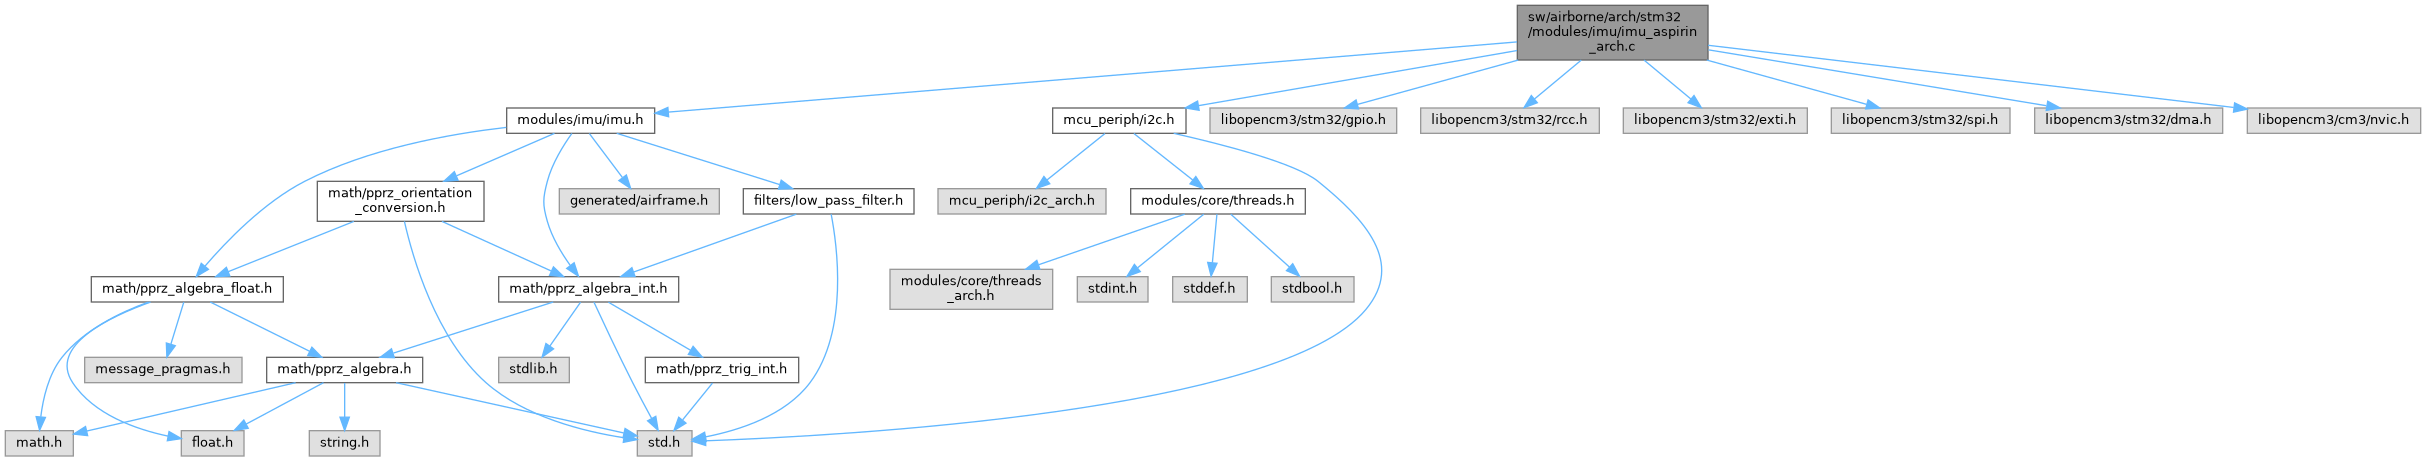 sw/airborne/arch/stm32
/modules/imu/imu_aspirin
_arch.c
modules/imu/imu.h
mcu_periph/i2c.h
libopencm3/stm32/gpio.h
libopencm3/stm32/rcc.h
libopencm3/stm32/exti.h
libopencm3/stm32/spi.h
libopencm3/stm32/dma.h
libopencm3/cm3/nvic.h
math/pprz_orientation
_conversion.h
generated/airframe.h
filters/low_pass_filter.h
mcu_periph/i2c_arch.h
modules/core/threads.h
math/pprz_algebra_float.h
math/pprz_algebra_int.h
modules/core/threads
_arch.h
stdint.h
stddef.h
stdbool.h
message_pragmas.h
math/pprz_algebra.h
stdlib.h
math/pprz_trig_int.h
math.h
float.h
string.h
std.h